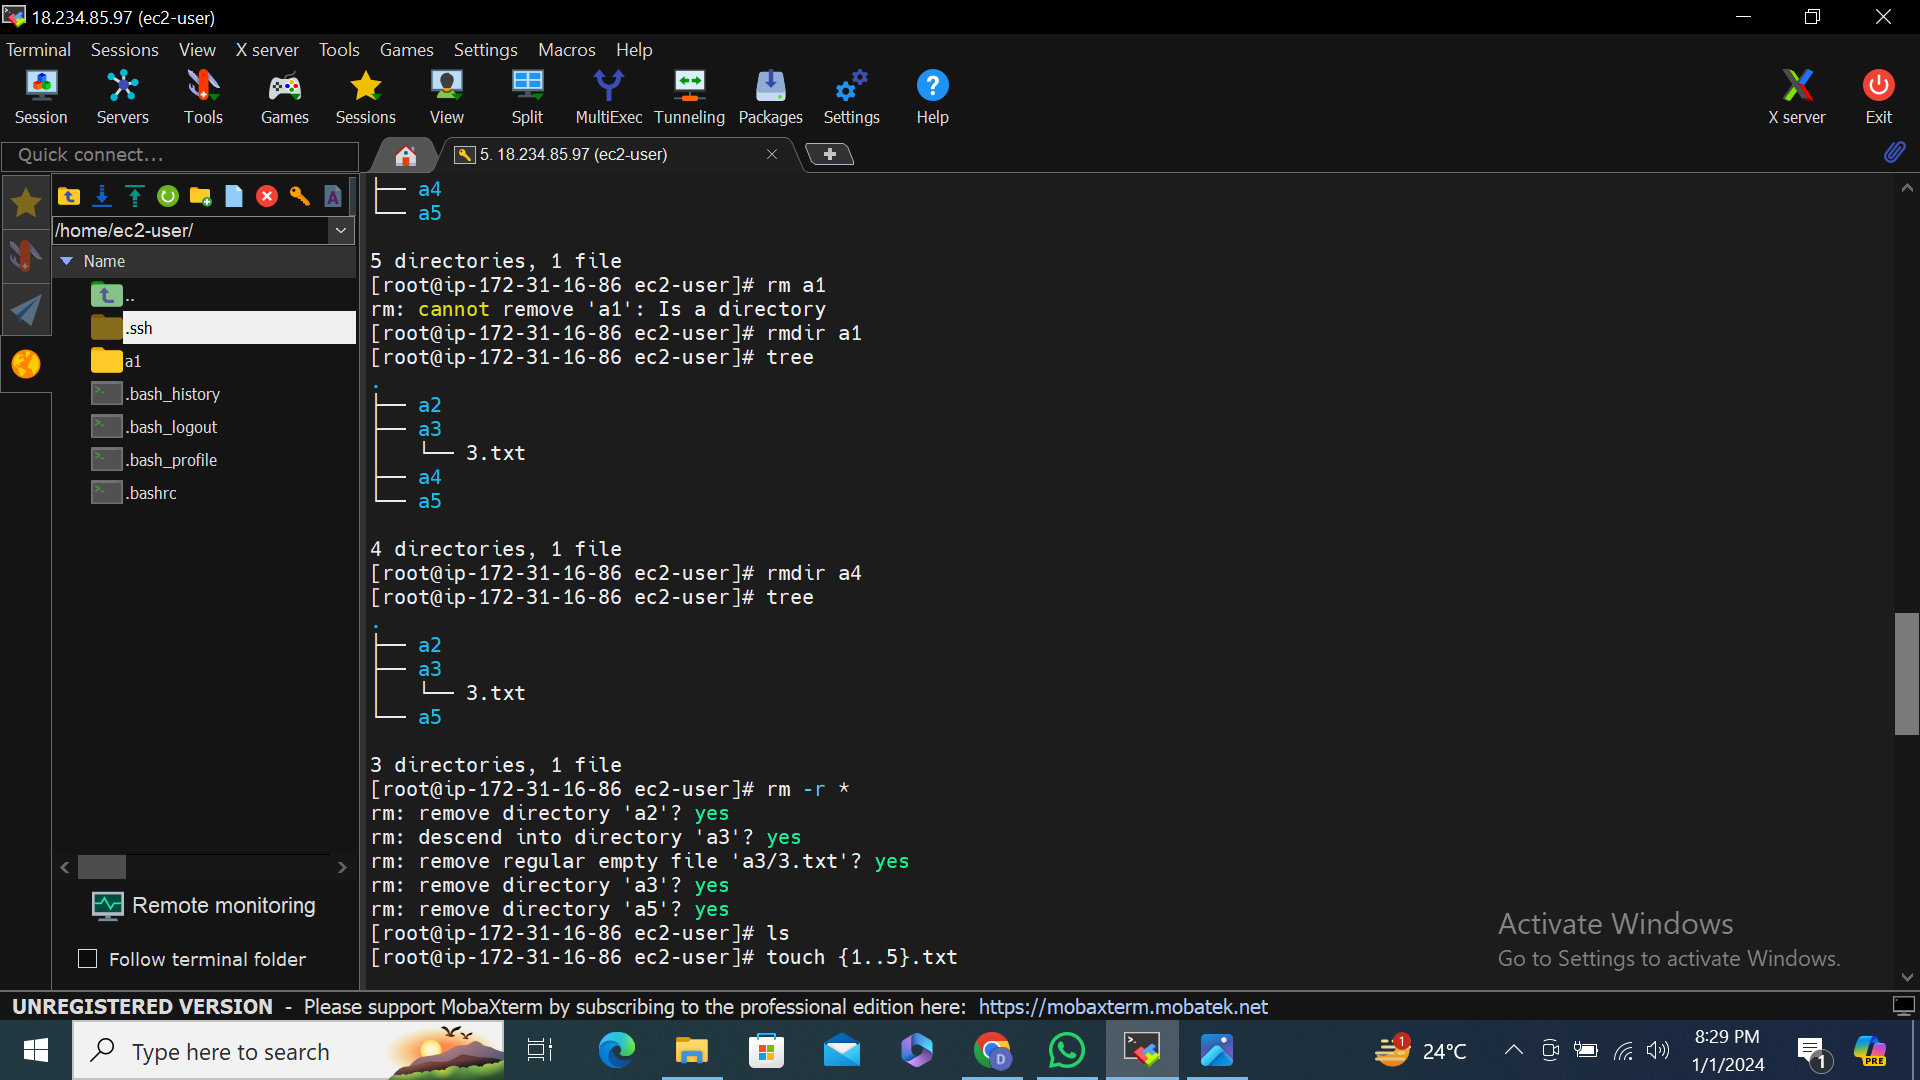 18.234.85.97 (ec2-user)
Terminal Sessions View X server Tools Games Settings Macros Help
Session Servers Tools Games Sessions View Split MultiExec Tunneling Packages Settings Help X server Exit
Quick connect...
5. 18.234.85.97 (ec2-user)
/home/ec2-user/
Name
..
.ssh
a1
.bash_history
.bash_logout
.bash_profile
.bashrc
Remote monitoring
Follow terminal folder
├── a4
└── a5
5 directories, 1 file
[root@ip-172-31-16-86 ec2-user]# rm a1
rm: cannot remove 'a1': Is a directory
[root@ip-172-31-16-86 ec2-user]# rmdir a1
[root@ip-172-31-16-86 ec2-user]# tree
.
├── a2
├── a3
│   └── 3.txt
├── a4
└── a5
4 directories, 1 file
[root@ip-172-31-16-86 ec2-user]# rmdir a4
[root@ip-172-31-16-86 ec2-user]# tree
.
├── a2
├── a3
│   └── 3.txt
└── a5
3 directories, 1 file
[root@ip-172-31-16-86 ec2-user]# rm -r *
rm: remove directory 'a2'? yes
rm: descend into directory 'a3'? yes
rm: remove regular empty file 'a3/3.txt'? yes
rm: remove directory 'a3'? yes
rm: remove directory 'a5'? yes
[root@ip-172-31-16-86 ec2-user]# ls
[root@ip-172-31-16-86 ec2-user]# touch {1..5}.txt
Activate Windows
Go to Settings to activate Windows.
UNREGISTERED VERSION - Please support MobaXterm by subscribing to the professional edition here: https://mobaxterm.mobatek.net
Type here to search
D
1
24°C
8:29 PM
1/1/2024
1
PRE